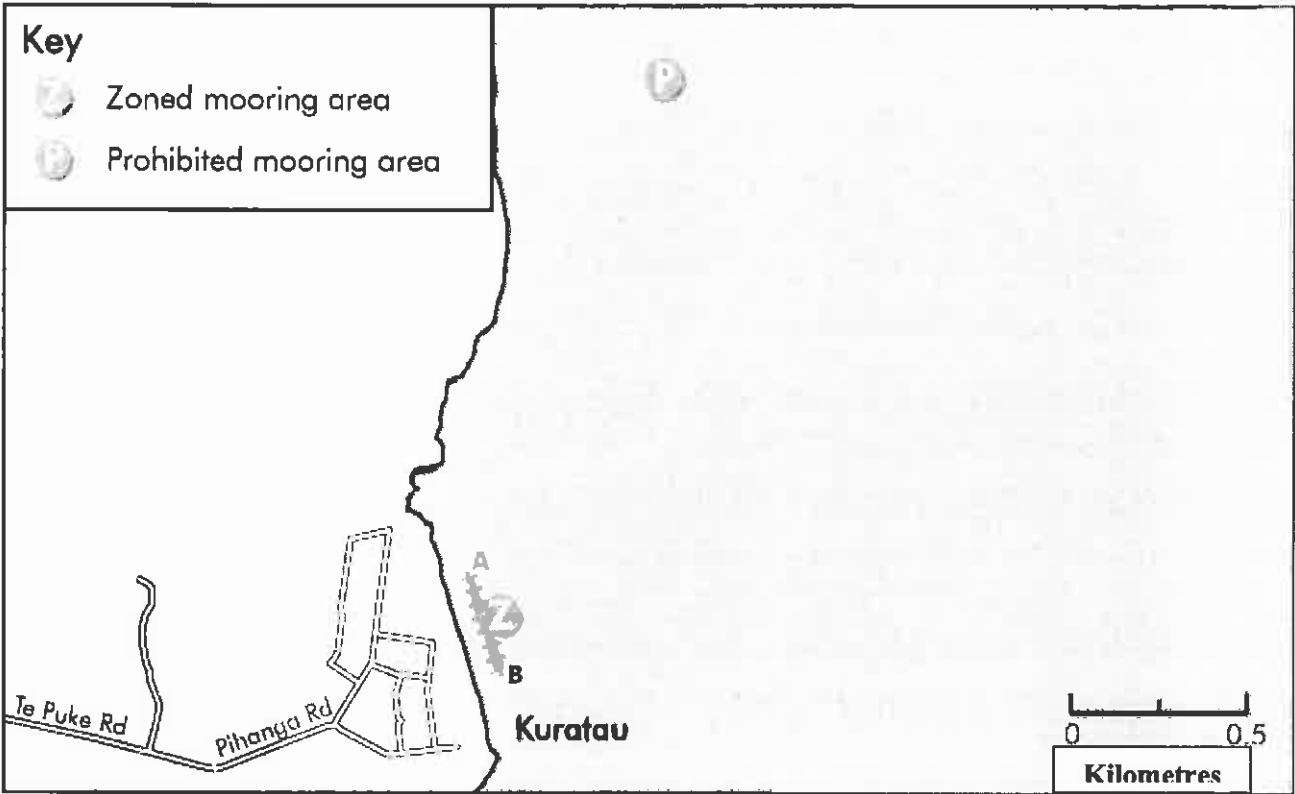 Key
Z Zoned mooring area
P Prohibited mooring area
P
A
Z
B
Te Puke Rd
Pihanga Rd
Kuratau
0 0.5
Kilometres